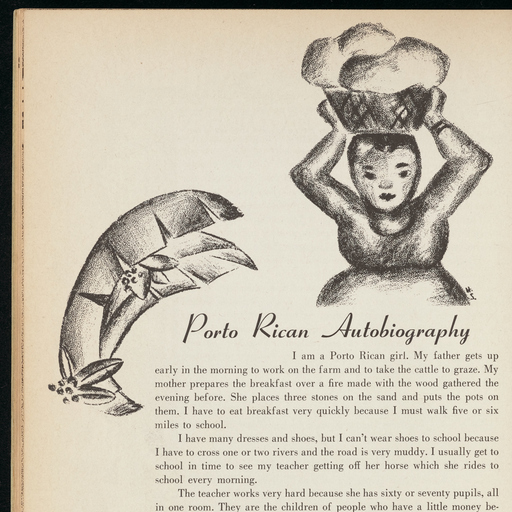 Porto Rican Autobiography
I am a Porto Rican girl. My father gets up
early in the morning to work on the farm and to take the cattle to graze. My
mother prepares the breakfast over a fire made with the wood gathered the
evening before. She places three stones on the sand and puts the pots on
them. I have to eat breakfast very quickly because I must walk five or six
miles to school.
I have many dresses and shoes, but I can't wear shoes to school because
I have to cross one or two rivers and the road is very muddy. I usually get to
school in time to see my teacher getting off her horse which she rides to
school every morning.
The teacher works very hard because she has sixty or seventy pupils, all
in one room. They are the children of people who have a little money be-